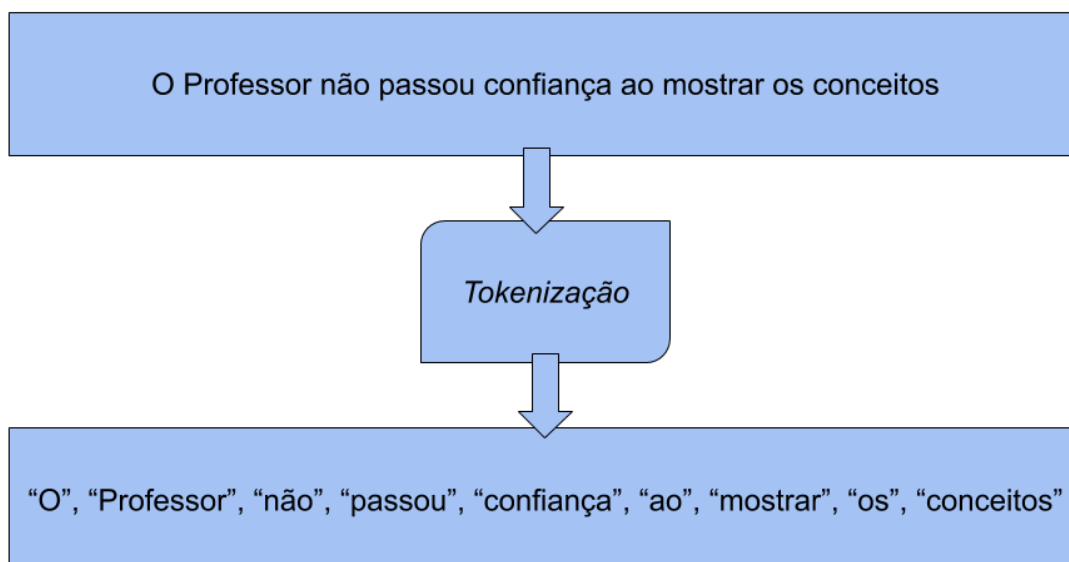 O Professor não passou confiança ao mostrar os conceitos
Tokenização
“O”, “Professor”, “não”, “passou”, “confiança”, “ao”, “mostrar”, “os”, “conceitos”